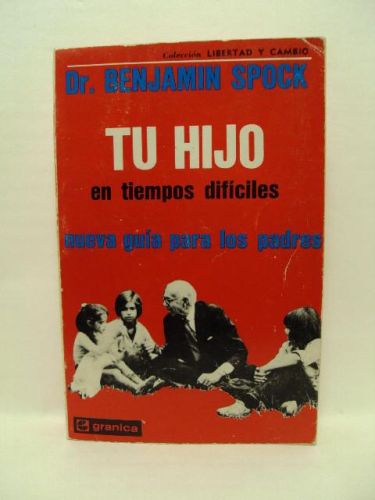 Colección LIBERTAD Y CAMBIO
Dr. BENJAMIN SPOCK
TU HIJO
en tiempos difíciles
nueva guía para los padres
granica